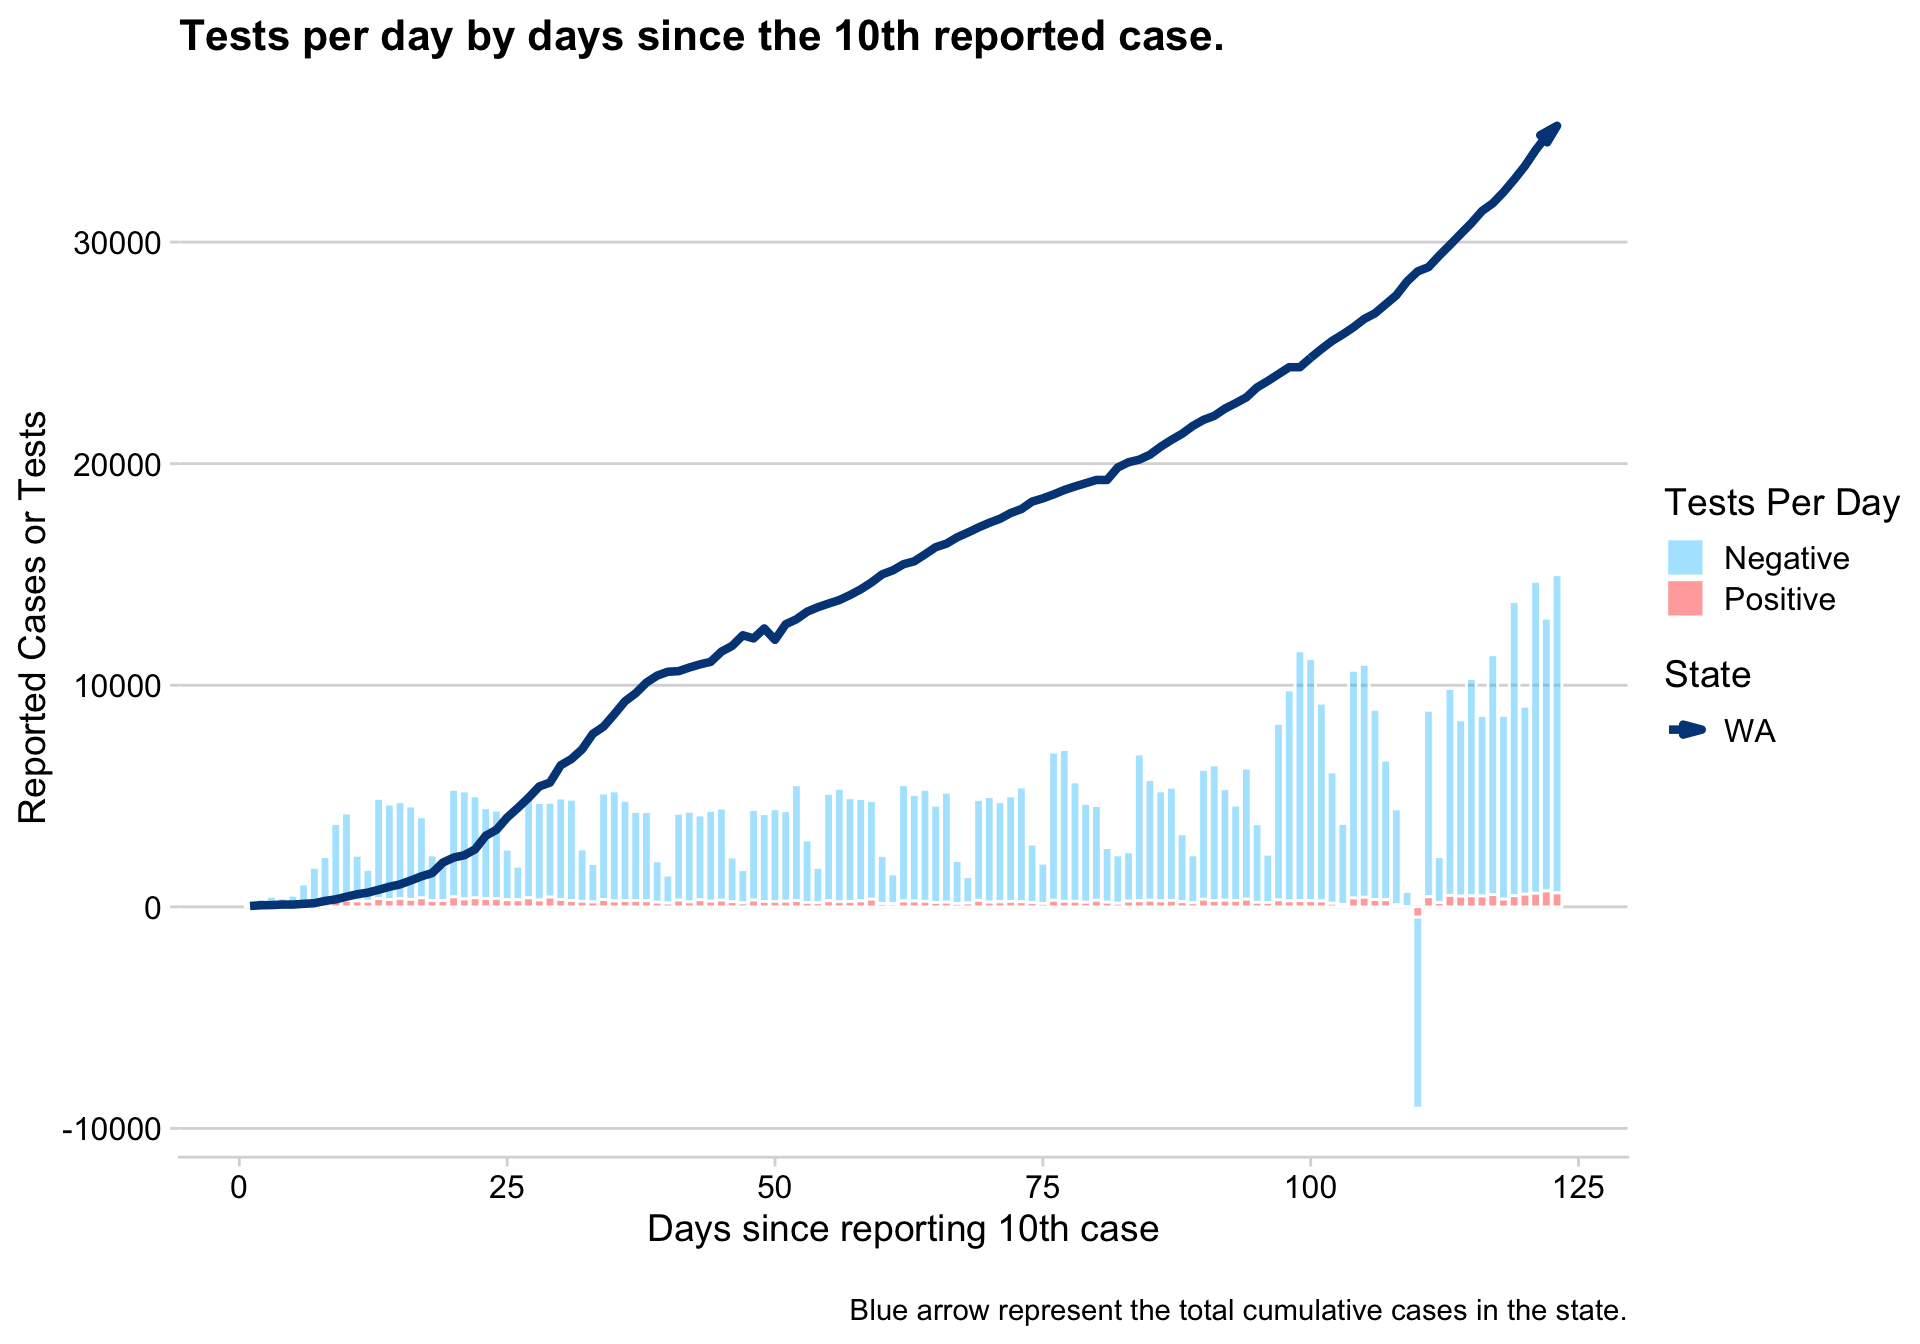 Tests per day by days since the 10th reported case.
Reported Cases or Tests
30000
20000
10000
0
-10000
0
25
50
75
100
125
Days since reporting 10th case
Tests Per Day
Negative
Positive
State
WA
Blue arrow represent the total cumulative cases in the state.